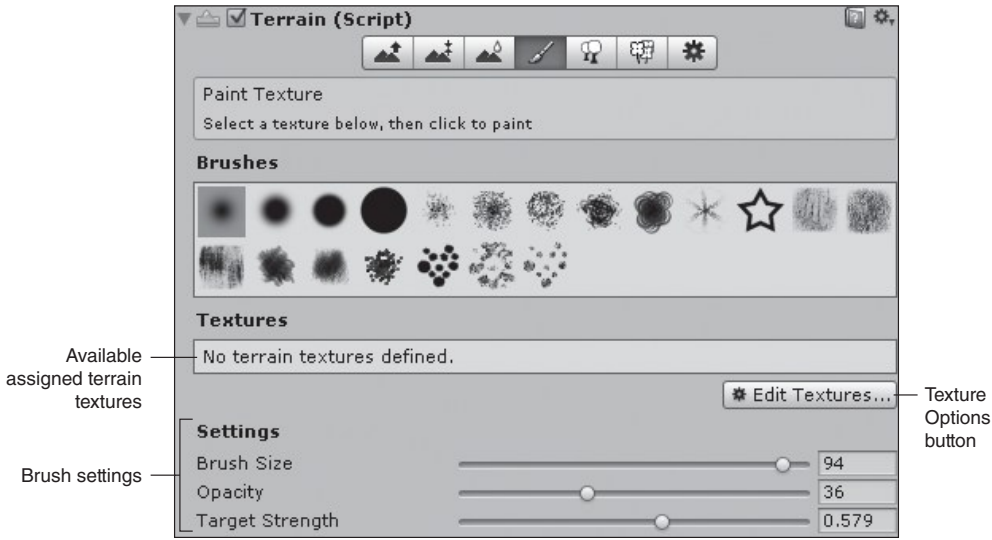 Terrain (Script)
Paint Texture
Select a texture below, then click to paint
Brushes
Textures
No terrain textures defined.
Available
assigned terrain
textures
Edit Textures...
Texture
Options
button
Settings
Brush settings
Brush Size
94
Opacity
36
Target Strength
0.579